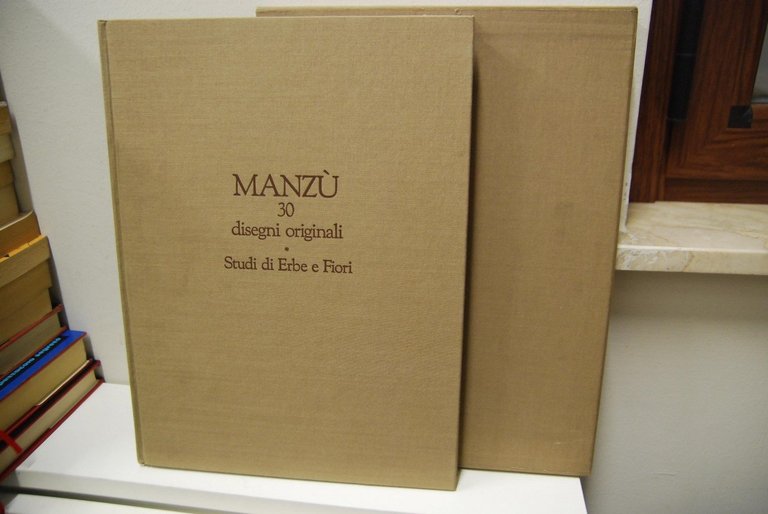 MANZÙ
30
disegni originali
*
Studi di Erbe e Fiori